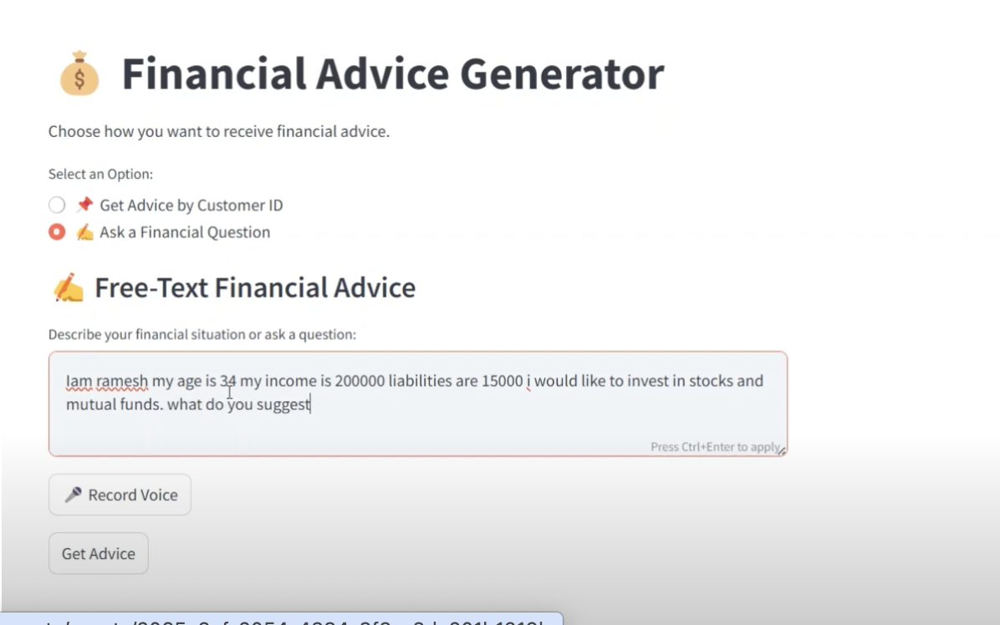 Financial Advice Generator
Choose how you want to receive financial advice.
Select an Option:
Get Advice by Customer ID
Ask a Financial Question
Free-Text Financial Advice
Describe your financial situation or ask a question:
Iam ramesh my age is 34 my income is 200000 liabilities are 15000 i would like to invest in stocks and
mutual funds. what do you suggest
Press Ctrl+Enter to apply
Record Voice
Get Advice